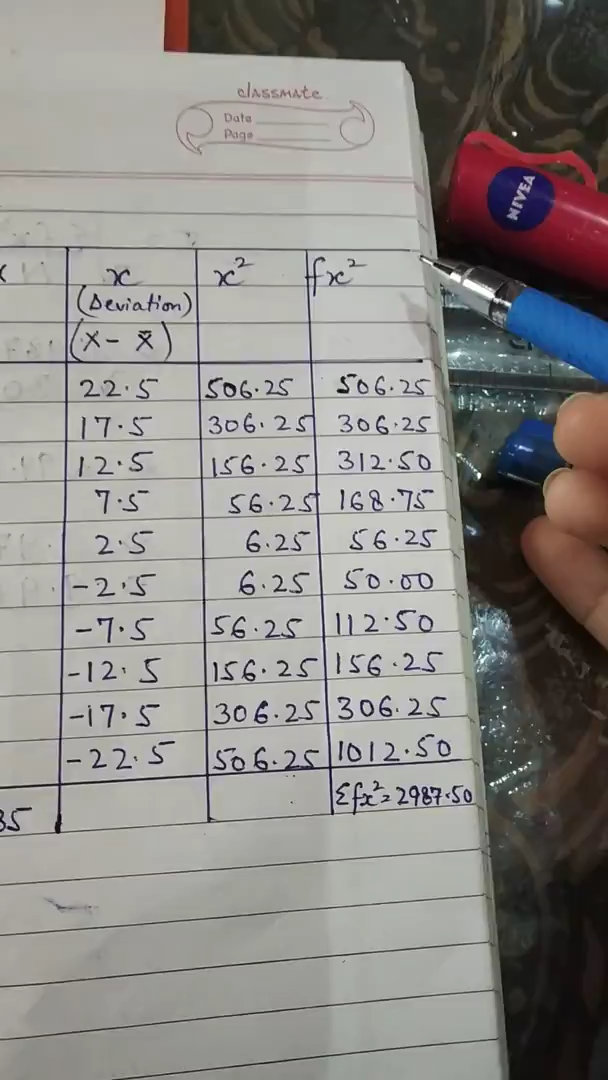 classmate
Date
Page
NIVEA
x x² fx²
(Deviation)
(X - X̄)
22.5 506.25 506.25
17.5 306.25 306.25
12.5 156.25 312.50
7.5 56.25 168.75
2.5 6.25 56.25
-2.5 6.25 50.00
-7.5 56.25 112.50
-12.5 156.25 156.25
-17.5 306.25 306.25
-22.5 506.25 1012.50
35 Σfx² = 2987.50